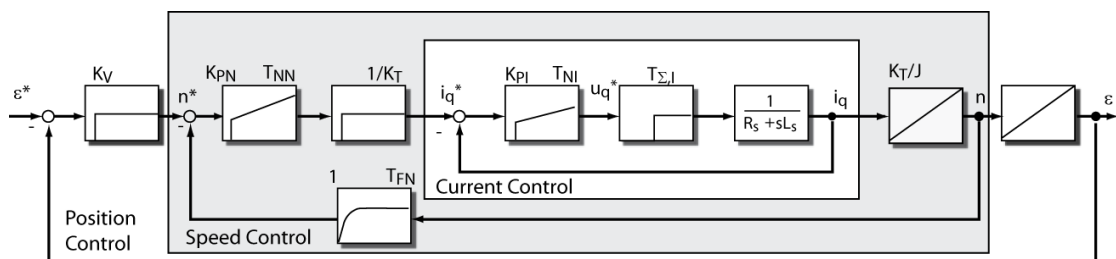 K_V
K_PN
T_NN
1/K_T
K_PI
T_NI
T_Σ,I
K_T/J
ε*
n*
i_q*
u_q*
i_q
n
ε
1
R_s +sL_s
-
-
-
1
T_FN
Current Control
Position
Control
Speed Control